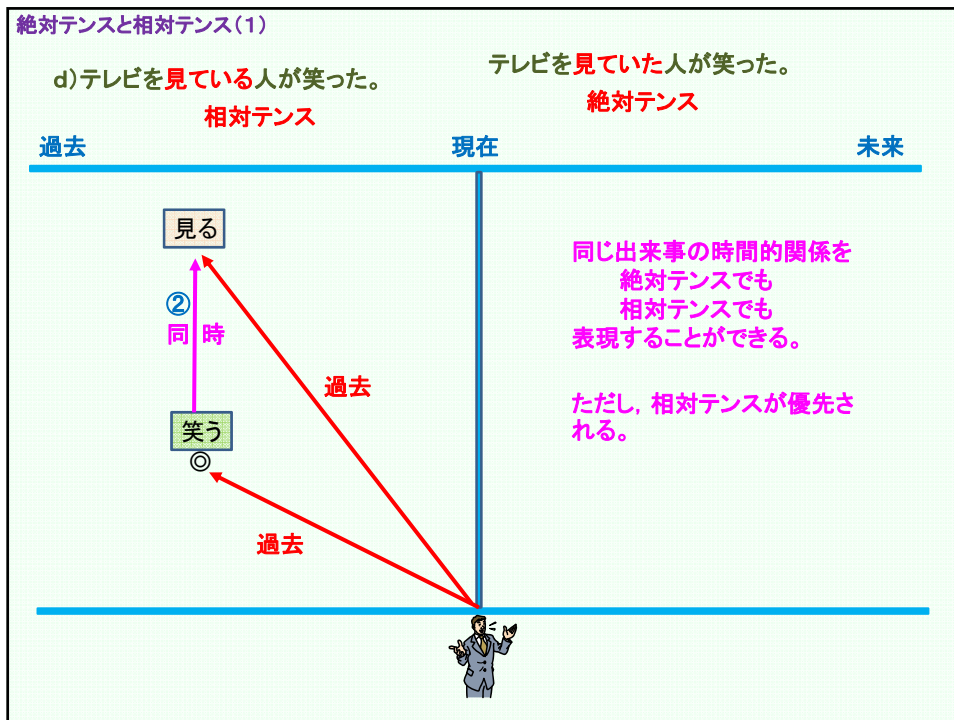 絶対テンスと相対テンス(1)
d)テレビを見ている人が笑った。
相対テンス
テレビを見ていた人が笑った。
絶対テンス
過去
現在
未来
見る
②
同時
笑う
◎
過去
過去
同じ出来事の時間的関係を
絶対テンスでも
相対テンスでも
表現することができる。
ただし,相対テンスが優先さ
れる。